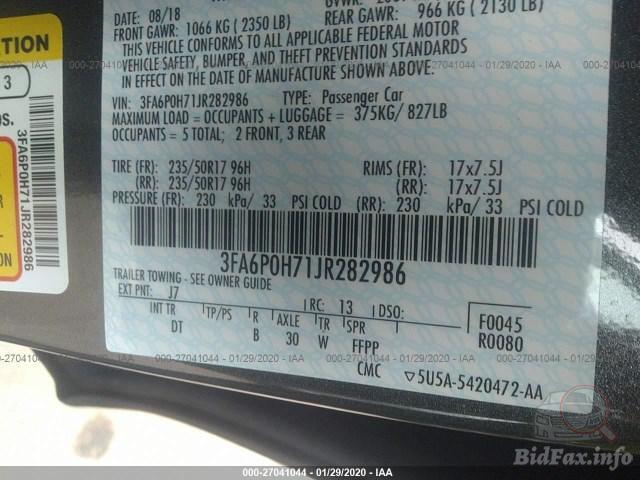 DATE: 08/18
FRONT GAWR: 1066 KG ( 2350 LB)
REAR GAWR: 966 KG ( 2130 LB)
THIS VEHICLE CONFORMS TO ALL APPLICABLE FEDERAL MOTOR
VEHICLE SAFETY, BUMPER, AND THEFT PREVENTION STANDARDS
IN EFFECT ON THE DATE OF MANUFACTURE SHOWN ABOVE.
VIN: 3FA6P0H71JR282986 TYPE: Passenger Car
MAXIMUM LOAD = OCCUPANTS + LUGGAGE = 375KG/ 827LB
OCCUPANTS = 5 TOTAL; 2 FRONT, 3 REAR
TIRE (FR): 235/50R17 96H RIMS (FR): 17x7.5J
(RR): 235/50R17 96H (RR): 17x7.5J
PRESSURE (FR) 230 kPa/ 33 PSI COLD (RR) 230 kPa/ 33 PSI COLD
3FA6P0H71JR282986
TRAILER TOWING - SEE OWNER GUIDE
EXT PNT: J7 RC: 13 DSO:
INT TR TP/PS R AXLE TR SPR F0045
DT B 30 W FFPP R0080
CMC 5U5A-5420472-AA
3
3FA6P0H71JR282986
000-27041044 - 01/29/2020 - IAA
BidFax.info